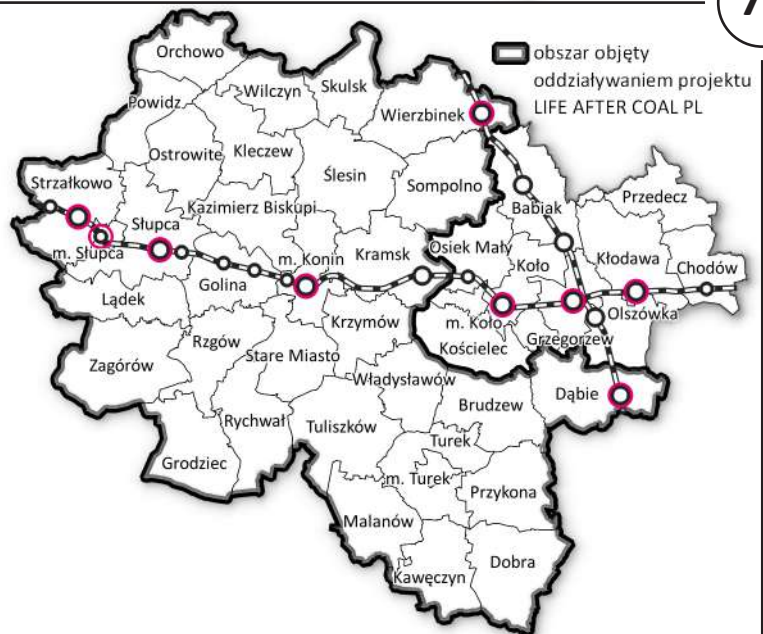 7
obszar objęty
oddziaływaniem projektu
LIFE AFTER COAL PL
Orchowo
Skulsk
Wilczyn
Powidz
Wierzbinek
Ostrowite
Kleczew
Ślesin
Sompolno
Strzałkowo
Przedecz
Babiak
Kazimierz Biskupi
Słupca
m. Słupca
m. Konin
Kramsk
Osiek Mały
Koło
Kłodawa
Chodów
Lądek
Golina
Krzymów
m. Koło
Olszówka
Grzegorzew
Kościelec
Zagórów
Rzgów
Stare Miasto
Władysławów
Brudzew
Dąbie
Rychwał
Tuliszków
Turek
Grodziec
m. Turek
Przykona
Malanów
Dobra
Kawęczyn